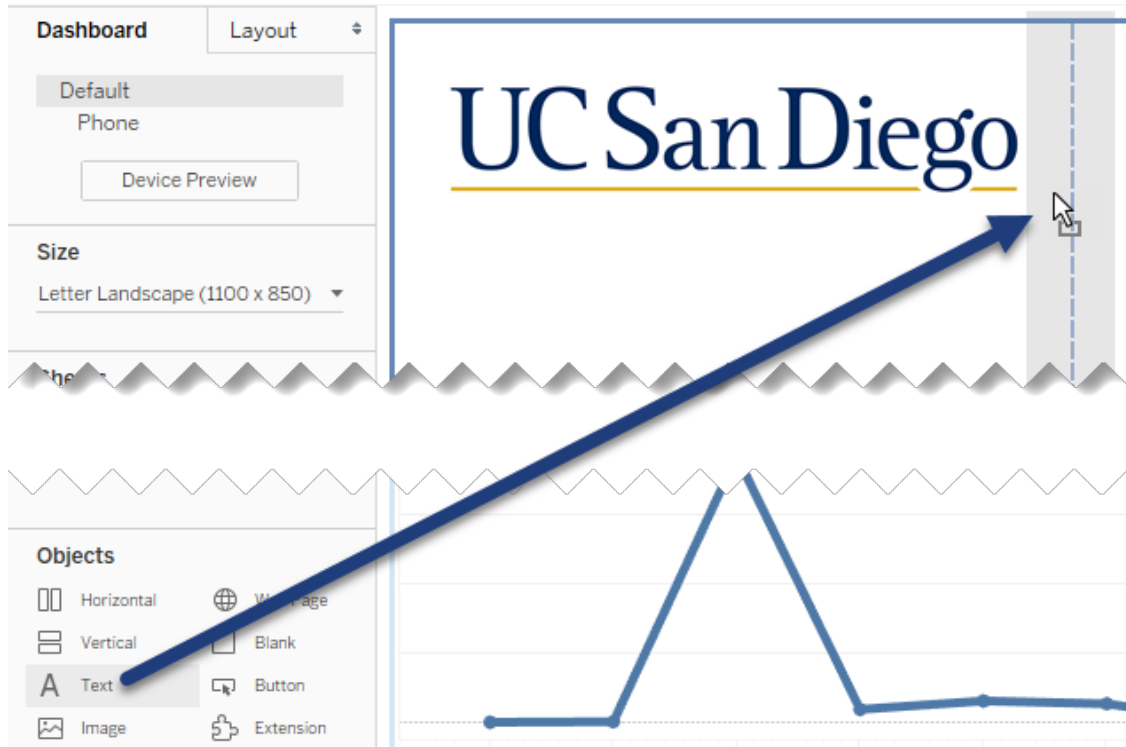 Dashboard
Layout
UC San Diego
Default
Phone
Device Preview
Size
Letter Landscape (1100 x 850)
Objects
Horizontal
Vertical
Blank
A Text
Button
Image
Extension